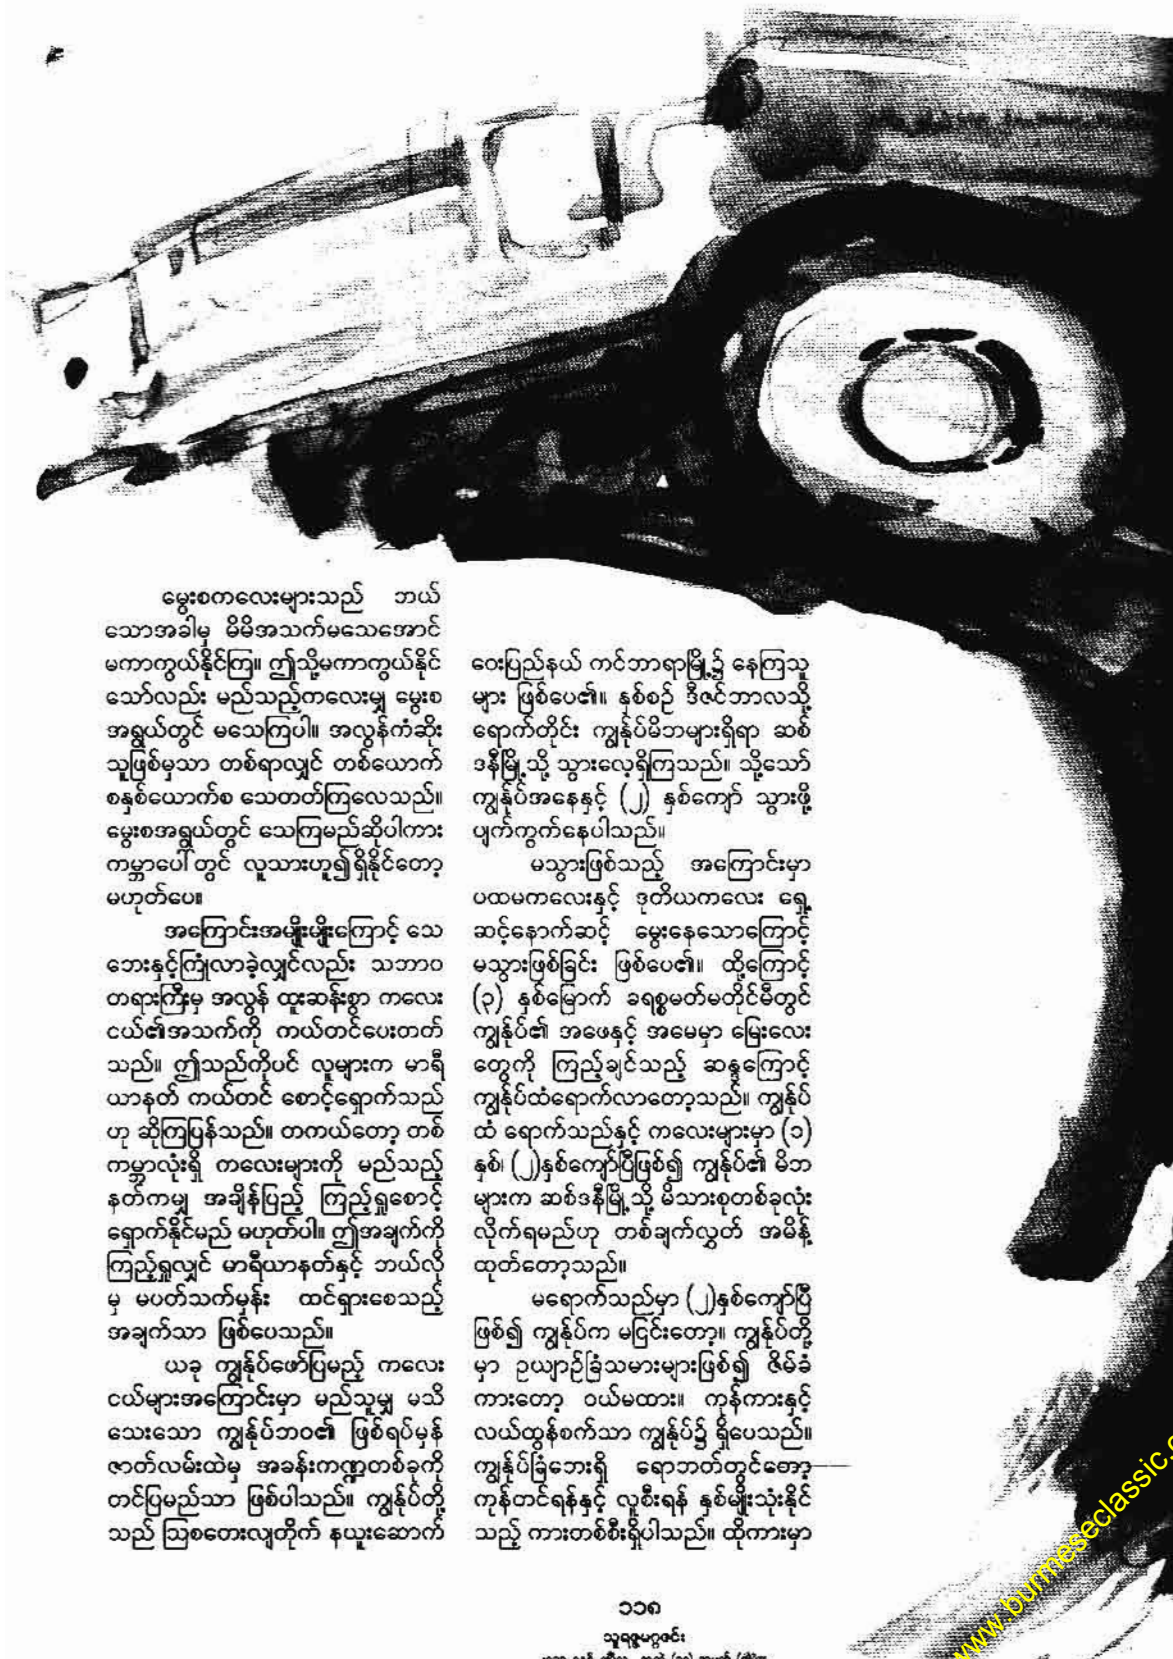 မွေးစကလေးများသည် ဘယ်
သောအခါမှ မိမိအသက်မသေအောင်
မကာကွယ်နိုင်ကြ။ ဤသို့မကာကွယ်နိုင်
သော်လည်း မည်သည့်ကလေးမျှ မွေးစ
အရွယ်တွင် မသေကြပါ။ အလွန်ကံဆိုး
သူဖြစ်မှသာ တစ်ရာလျှင် တစ်ယောက်
စနှစ်ယောက်စ သေတတ်ကြလေသည်။
မွေးစအရွယ်တွင် သေကြမည်ဆိုပါကား
ကမ္ဘာပေါ်တွင် လူသားဟူ၍ရှိနိုင်တော့
မဟုတ်ပေ။
အကြောင်းအမျိုးမျိုးကြောင့် သေ
ဘေးနှင့်ကြုံလာခဲ့လျှင်လည်း သဘာဝ
တရားကြီးမှ အလွန် ထူးဆန်းစွာ ကလေး
ငယ်၏အသက်ကို ကယ်တင်ပေးတတ်
သည်။ ဤသည်ကိုပင် လူများက မာရီ
ယာနတ် ကယ်တင် စောင့်ရှောက်သည်
ဟု ဆိုကြပြန်သည်။ တကယ်တော့ တစ်
ကမ္ဘာလုံးရှိ ကလေးများကို မည်သည့်
နတ်ကမျှ အချိန်ပြည့် ကြည့်ရှုစောင့်
ရှောက်နိုင်မည် မဟုတ်ပါ။ ဤအချက်ကို
ကြည့်ရှုလျှင် မာရီယာနတ်နှင့် ဘယ်လို
မှ မပတ်သက်မှန်း ထင်ရှားစေသည့်
အချက်သာ ဖြစ်ပေသည်။
ယခု ကျွန်ုပ်ဖော်ပြမည့် ကလေး
ငယ်များအကြောင်းမှာ မည်သူမျှ မသိ
သေးသော ကျွန်ုပ်ဘဝ၏ ဖြစ်ရပ်မှန်
ဇာတ်လမ်းထဲမှ အခန်းကဏ္ဍတစ်ခုကို
တင်ပြမည်သာ ဖြစ်ပါသည်။ ကျွန်ုပ်တို့
သည် ဩစတေးလျတိုက် နယူးဆောက်
ဝေးပြည်နယ် ကင်ဘာရာမြို့၌ နေကြသူ
များ ဖြစ်ပေ၏။ နှစ်စဉ် ဒီဇင်ဘာလသို့
ရောက်တိုင်း ကျွန်ုပ်မိဘများရှိရာ ဆစ်
ဒနီမြို့သို့ သွားလေ့ရှိကြသည်။ သို့သော်
ကျွန်ုပ်အနေနှင့် (၂) နှစ်ကျော် သွားဖို့
ပျက်ကွက်နေပါသည်။
မသွားဖြစ်သည့် အကြောင်းမှာ
ပထမကလေးနှင့် ဒုတိယကလေး ရှေ့
ဆင့်နောက်ဆင့် မွေးနေသောကြောင့်
မသွားဖြစ်ခြင်း ဖြစ်ပေ၏။ ထို့ကြောင့်
(၃) နှစ်မြောက် ခရစ္စမတ်မတိုင်မီတွင်
ကျွန်ုပ်၏ အဖေနှင့် အမေမှာ မြေးလေး
တွေကို ကြည့်ချင်သည့် ဆန္ဒကြောင့်
ကျွန်ုပ်ထံရောက်လာတော့သည်။ ကျွန်ုပ်
ထံ ရောက်သည်နှင့် ကလေးများမှာ (၁)
နှစ်၊ (၂)နှစ်ကျော်ပြီဖြစ်၍ ကျွန်ုပ်၏ မိဘ
များက ဆစ်ဒနီမြို့သို့ မိသားစုတစ်ခုလုံး
လိုက်ရမည်ဟု တစ်ချက်လွှတ် အမိန့်
ထုတ်တော့သည်။
မရောက်သည်မှာ (၂)နှစ်ကျော်ပြီ
ဖြစ်၍ ကျွန်ုပ်က မငြင်းတော့။ ကျွန်ုပ်တို့
မှာ ဥယျာဉ်ခြံသမားများဖြစ်၍ ဇိမ်ခံ
ကားတော့ ဝယ်မထား။ ကုန်ကားနှင့်
လယ်ထွန်စက်သာ ကျွန်ုပ်၌ ရှိပေသည်။
ကျွန်ုပ်ခြံဘေးရှိ ရောဘတ်တွင်တော့
ကုန်တင်ရန်နှင့် လူစီးရန် နှစ်မျိုးသုံးနိုင်
သည့် ကားတစ်စီးရှိပါသည်။ ထိုကားမှာ
၁၁၈
သူရဇ္ဇမဂ္ဂဇင်း
www.burmeseclassic.c